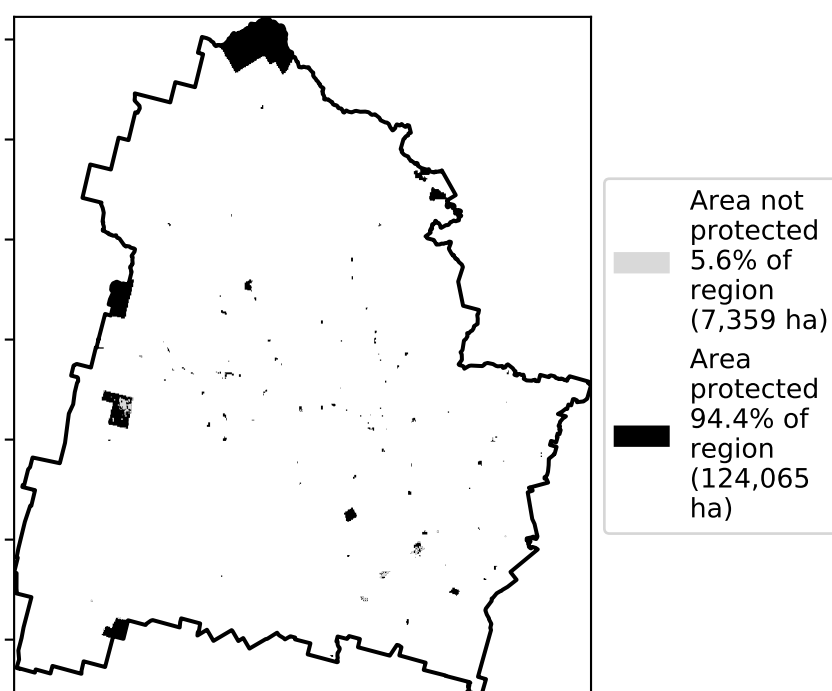 Area not
protected
5.6% of
region
(7,359 ha)
Area
protected
94.4% of
region
(124,065
ha)